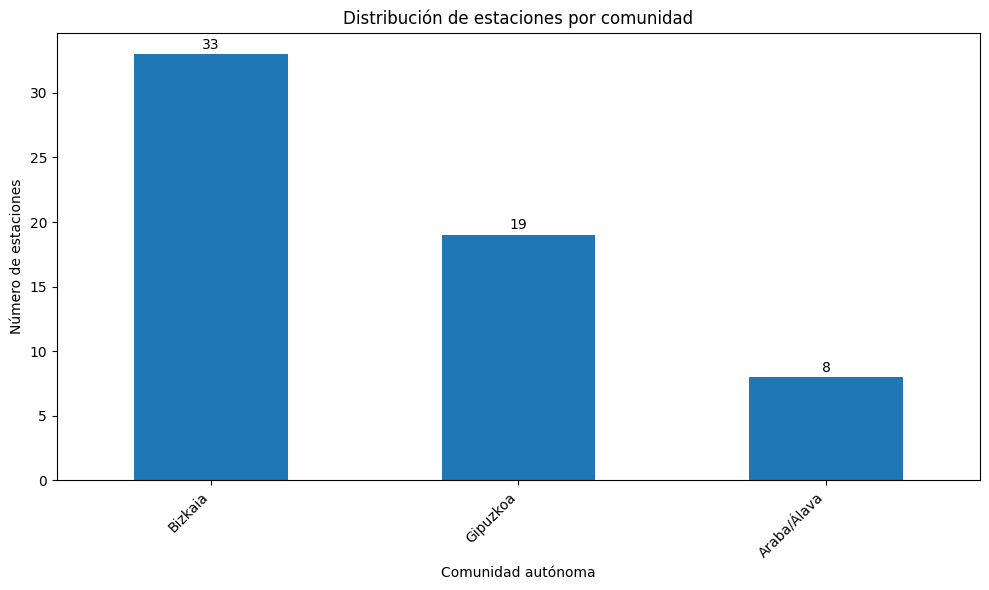 Distribución de estaciones por comunidad
33
19
8
Número de estaciones
30
25
20
15
10
5
0
Bizkaia
Gipuzkoa
Araba/Álava
Comunidad autónoma